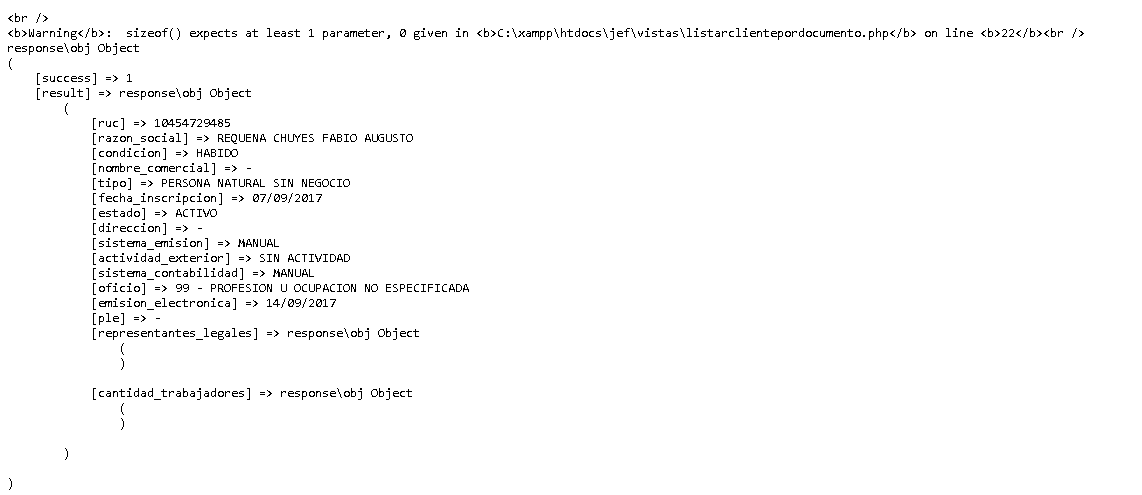 <br />
<b>Warning</b>:  sizeof() expects at least 1 parameter, 0 given in <b>C:\xampp\htdocs\jef\vistas\listarclientepordocumento.php</b> on line <b>22</b><br />
response\obj Object
(
    [success] => 1
    [result] => response\obj Object
        (
            [ruc] => 10454729485
            [razon_social] => REQUENA CHUYES FABIO AUGUSTO
            [condicion] => HABIDO
            [nombre_comercial] => -
            [tipo] => PERSONA NATURAL SIN NEGOCIO
            [fecha_inscripcion] => 07/09/2017
            [estado] => ACTIVO
            [direccion] => -
            [sistema_emision] => MANUAL
            [actividad_exterior] => SIN ACTIVIDAD
            [sistema_contabilidad] => MANUAL
            [oficio] => 99 - PROFESION U OCUPACION NO ESPECIFICADA
            [emision_electronica] => 14/09/2017
            [ple] => -
            [representantes_legales] => response\obj Object
                (
                )
            [cantidad_trabajadores] => response\obj Object
                (
                )
        )
)